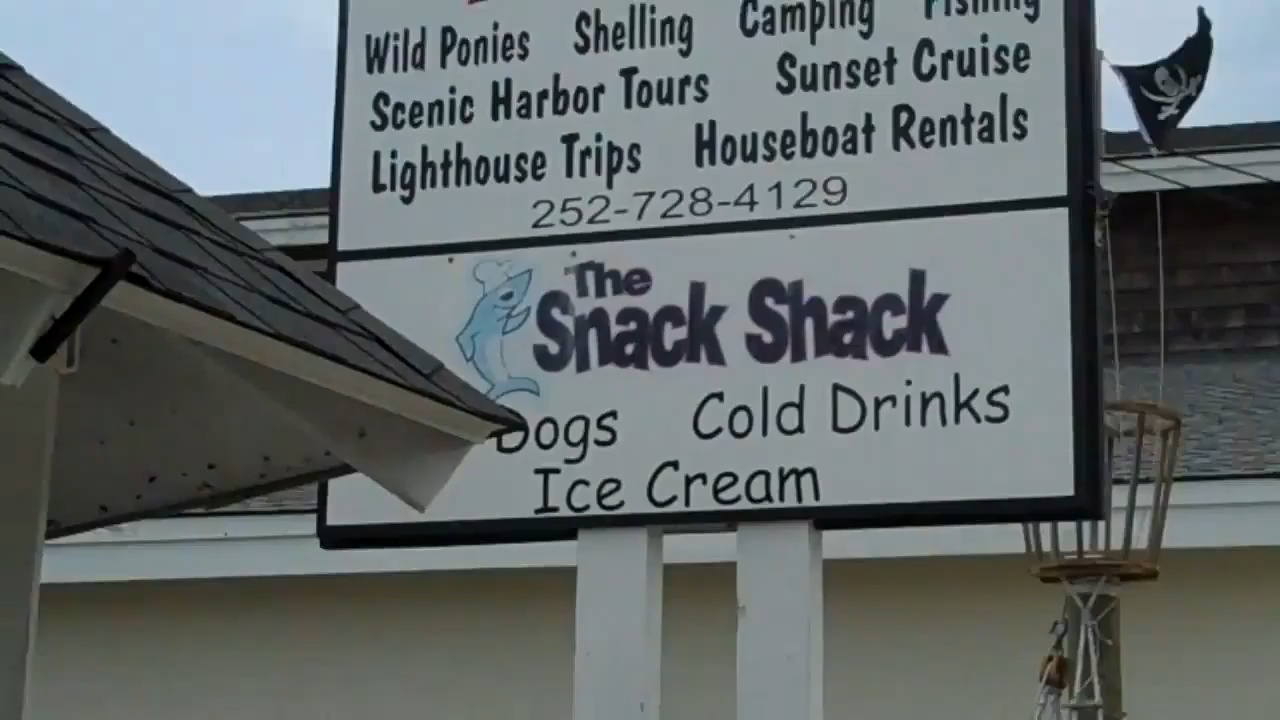 Wild Ponies Shelling Camping Fishing
Scenic Harbor Tours Sunset Cruise
Lighthouse Trips Houseboat Rentals
252-728-4129
The
Snack Shack
Dogs Cold Drinks
Ice Cream